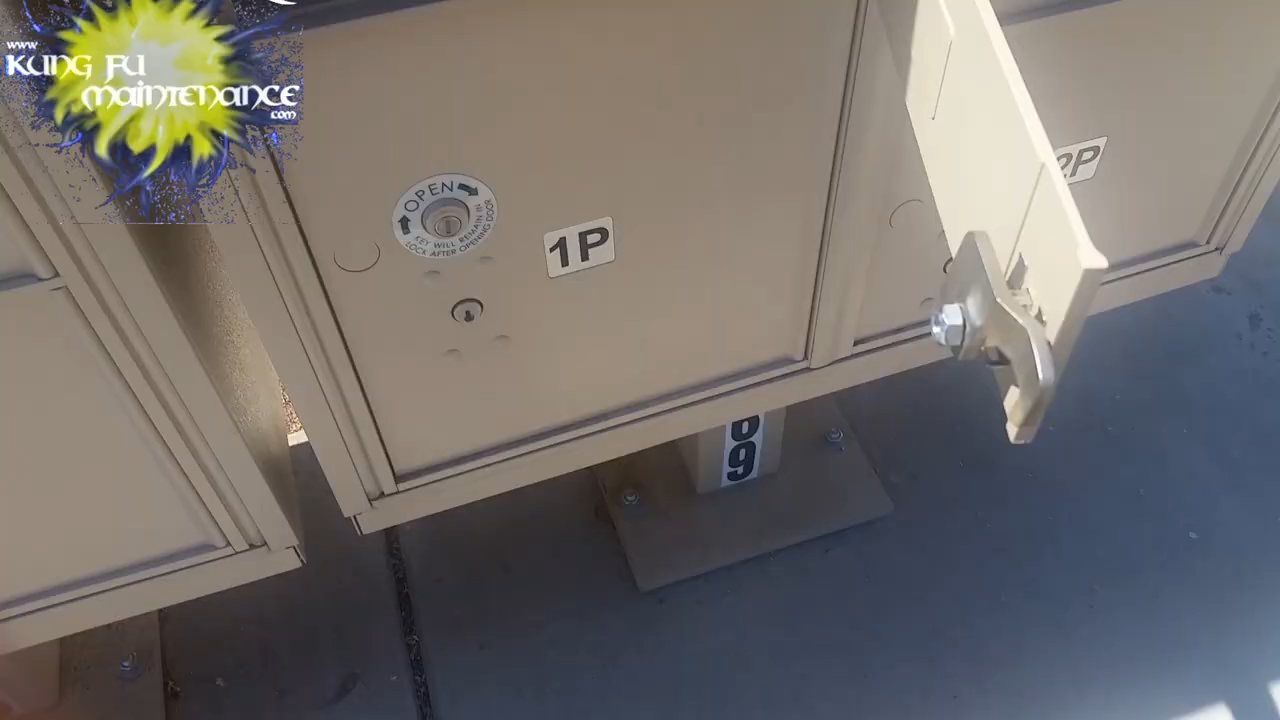 www
KUNG FU
maintenance
.com
OPEN
KEY WILL REMAIN IN
LOCK AFTER OPENING DOOR
1P
2P
69